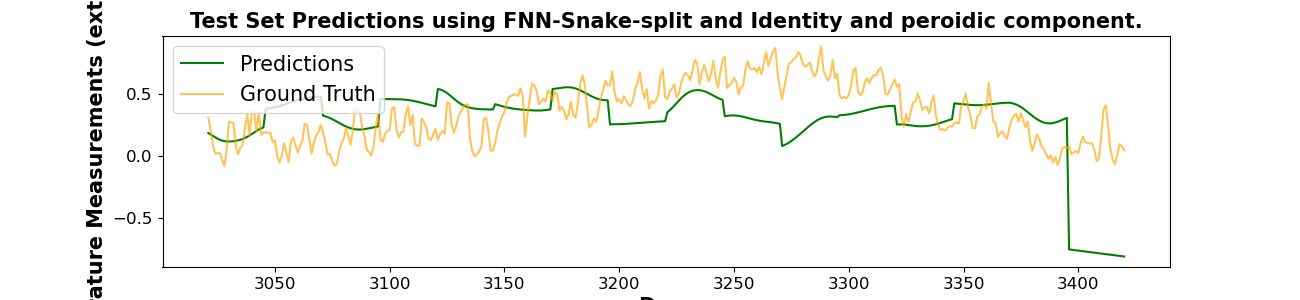 Test Set Predictions using FNN-Snake-split and Identity and peroidic component.
Predictions
Ground Truth
0.5
0.0
−0.5
Measurements
3050 3100 3150 3200 3250 3300 3350 3400